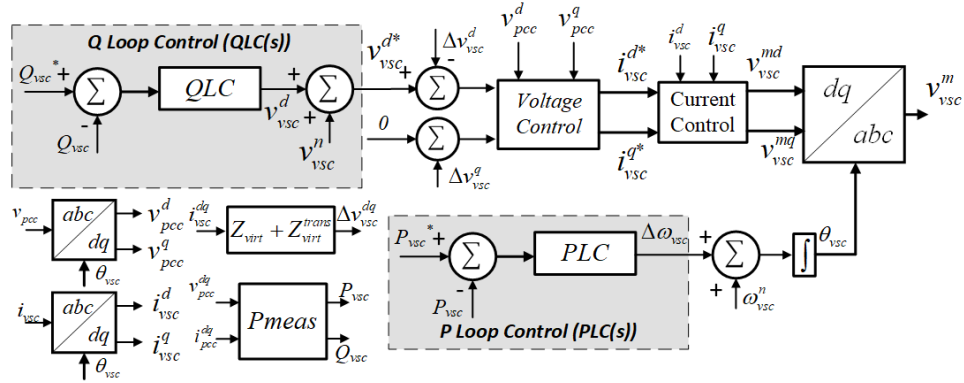 Q Loop Control (QLC(s))
Q_vsc* +
Σ
-
Q_vsc
QLC
v_vsc^d
+
+
Σ
v_vsc^n
v_vsc^d*
Δv_vsc^d
+
-
Σ
0
Σ
Δv_vsc^q
v_pcc^d
v_pcc^q
Voltage
Control
i_vsc^d*
i_vsc^q*
i_vsc^d
i_vsc^q
Current
Control
v_vsc^md
v_vsc^mq
dq
abc
v_vsc^m
v_pcc
abc
dq
v_pcc^d
v_pcc^q
θ_vsc
i_vsc^dq
Z_virt + Z_virt^trans
Δv_vsc^dq
i_vsc
abc
dq
i_vsc^d
i_vsc^q
θ_vsc
v_pcc^dq
i_pcc^dq
Pmeas
P_vsc
Q_vsc
P_vsc* +
Σ
-
P_vsc
PLC
Δω_vsc
P Loop Control (PLC(s))
+
+
Σ
ω_vsc^n
∫
θ_vsc